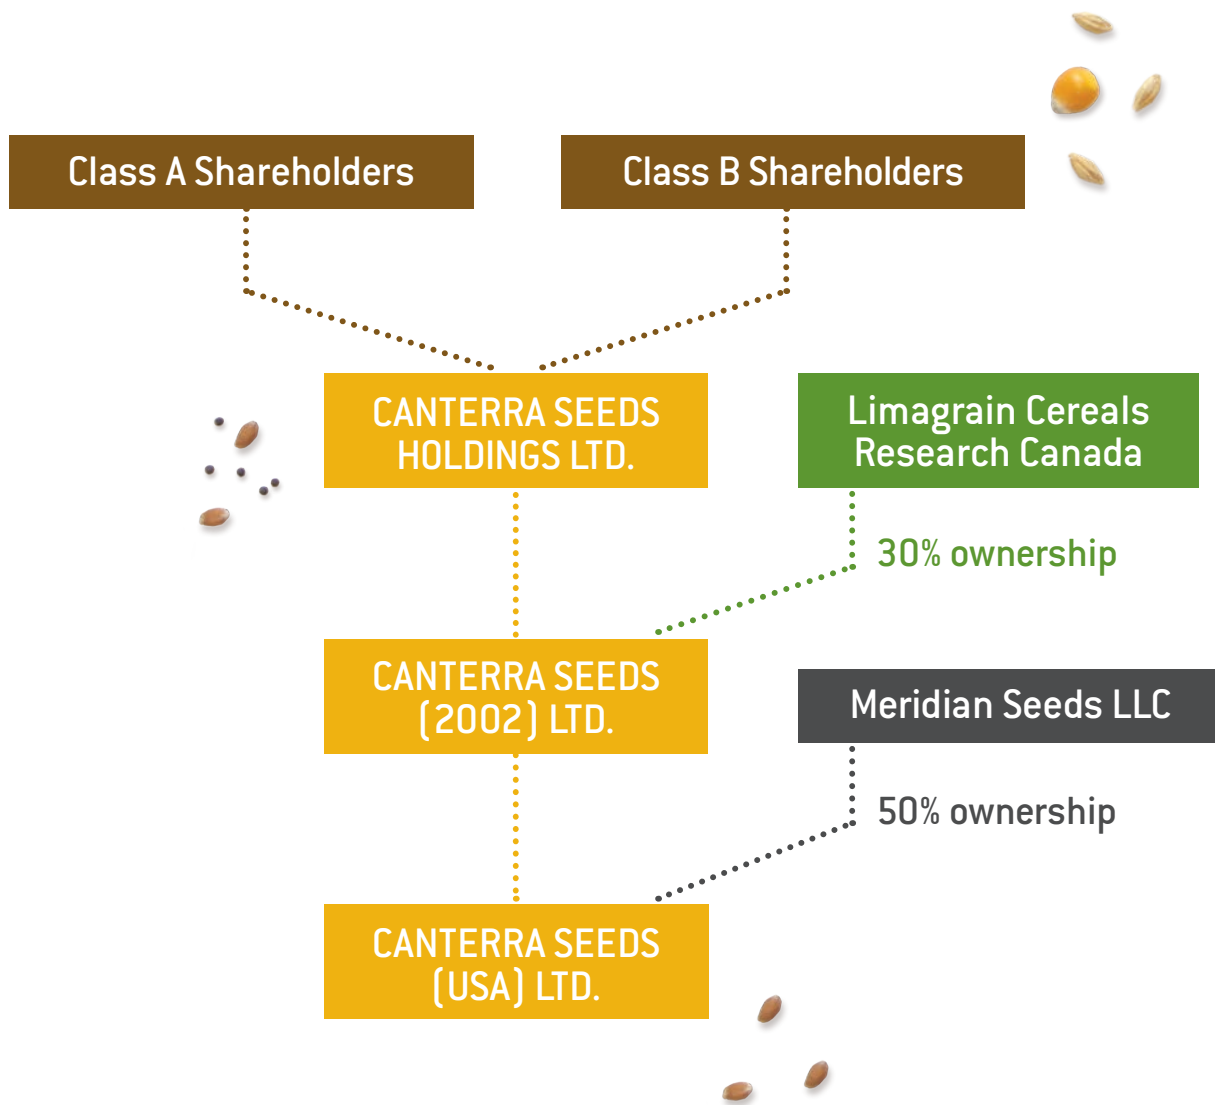 Class A Shareholders
Class B Shareholders
CANTERRA SEEDS
HOLDINGS LTD.
Limagrain Cereals
Research Canada
30% ownership
CANTERRA SEEDS
(2002) LTD.
Meridian Seeds LLC
50% ownership
CANTERRA SEEDS
(USA) LTD.